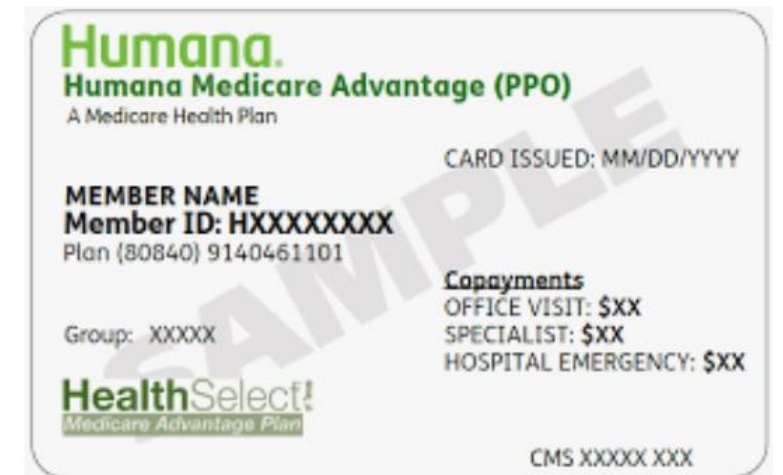 Humana.
Humana Medicare Advantage (PPO)
A Medicare Health Plan
CARD ISSUED: MM/DD/YYYY
MEMBER NAME
Member ID: HXXXXXXXX
Plan (80840) 9140461101
Copayments
OFFICE VISIT: $XX
SPECIALIST: $XX
HOSPITAL EMERGENCY: $XX
Group: XXXXX
HealthSelect
Medicare Advantage Plan
CMS XXXXX XXX
SAMPLE